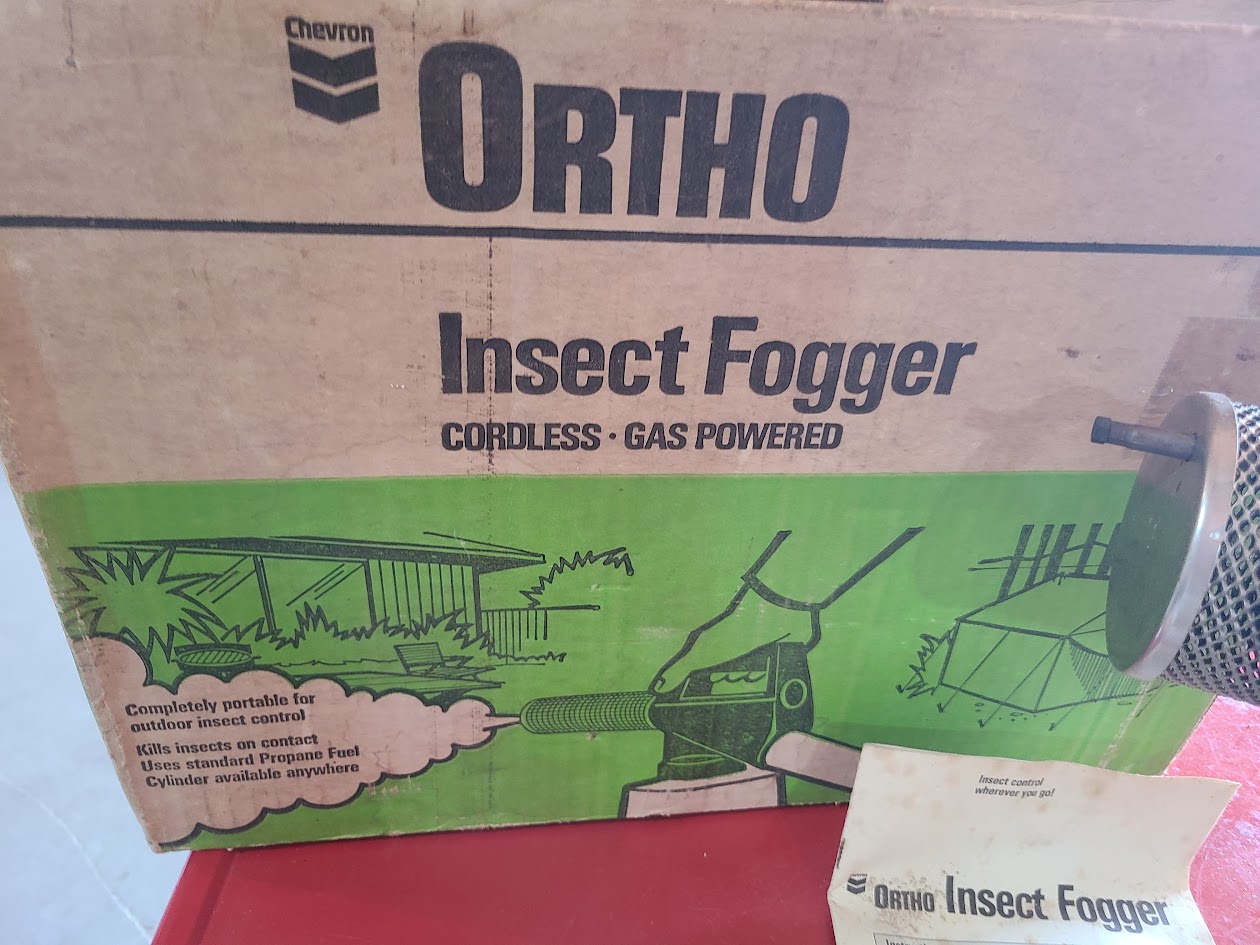 Chevron
ORTHO
Insect Fogger
CORDLESS · GAS POWERED
Completely portable for
outdoor insect control
Kills insects on contact
Uses standard Propane Fuel
Cylinder available anywhere
Insect control
wherever you go!
ORTHO Insect Fogger